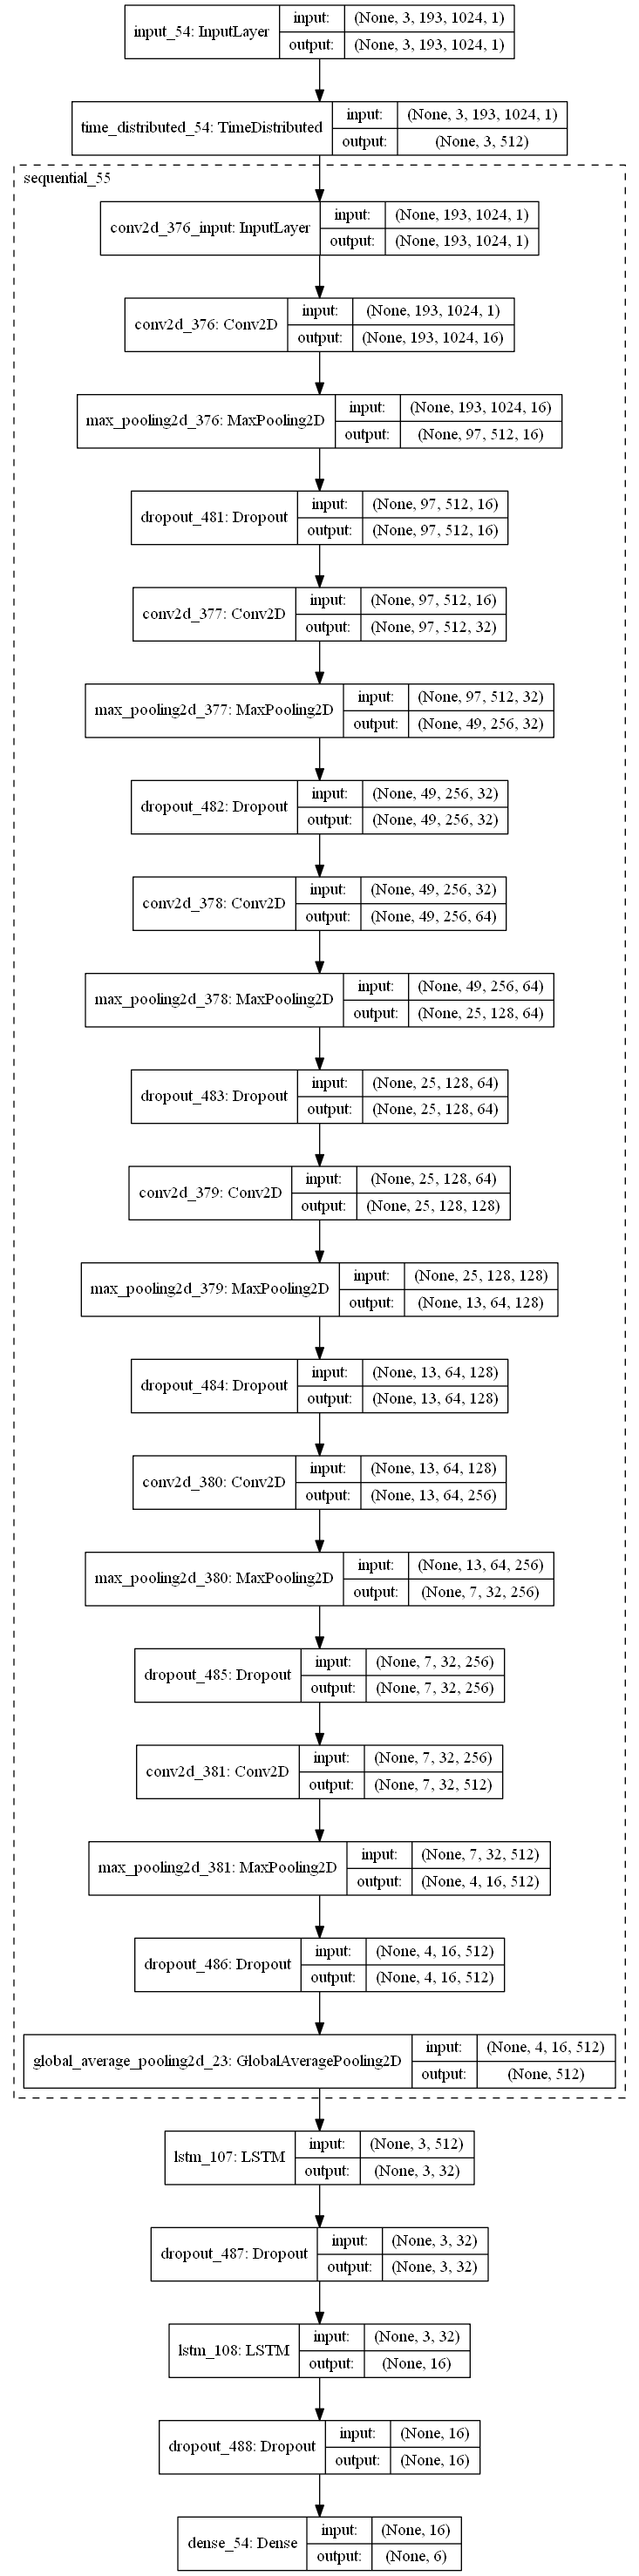 input_54: InputLayer
input: (None, 3, 193, 1024, 1)
output: (None, 3, 193, 1024, 1)
time_distributed_54: TimeDistributed
input: (None, 3, 193, 1024, 1)
output: (None, 3, 512)
sequential_55
conv2d_376_input: InputLayer
input: (None, 193, 1024, 1)
output: (None, 193, 1024, 1)
conv2d_376: Conv2D
input: (None, 193, 1024, 1)
output: (None, 193, 1024, 16)
max_pooling2d_376: MaxPooling2D
input: (None, 193, 1024, 16)
output: (None, 97, 512, 16)
dropout_481: Dropout
input: (None, 97, 512, 16)
output: (None, 97, 512, 16)
conv2d_377: Conv2D
input: (None, 97, 512, 16)
output: (None, 97, 512, 32)
max_pooling2d_377: MaxPooling2D
input: (None, 97, 512, 32)
output: (None, 49, 256, 32)
dropout_482: Dropout
input: (None, 49, 256, 32)
output: (None, 49, 256, 32)
conv2d_378: Conv2D
input: (None, 49, 256, 32)
output: (None, 49, 256, 64)
max_pooling2d_378: MaxPooling2D
input: (None, 49, 256, 64)
output: (None, 25, 128, 64)
dropout_483: Dropout
input: (None, 25, 128, 64)
output: (None, 25, 128, 64)
conv2d_379: Conv2D
input: (None, 25, 128, 64)
output: (None, 25, 128, 128)
max_pooling2d_379: MaxPooling2D
input: (None, 25, 128, 128)
output: (None, 13, 64, 128)
dropout_484: Dropout
input: (None, 13, 64, 128)
output: (None, 13, 64, 128)
conv2d_380: Conv2D
input: (None, 13, 64, 128)
output: (None, 13, 64, 256)
max_pooling2d_380: MaxPooling2D
input: (None, 13, 64, 256)
output: (None, 7, 32, 256)
dropout_485: Dropout
input: (None, 7, 32, 256)
output: (None, 7, 32, 256)
conv2d_381: Conv2D
input: (None, 7, 32, 256)
output: (None, 7, 32, 512)
max_pooling2d_381: MaxPooling2D
input: (None, 7, 32, 512)
output: (None, 4, 16, 512)
dropout_486: Dropout
input: (None, 4, 16, 512)
output: (None, 4, 16, 512)
global_average_pooling2d_23: GlobalAveragePooling2D
input: (None, 4, 16, 512)
output: (None, 512)
lstm_107: LSTM
input: (None, 3, 512)
output: (None, 3, 32)
dropout_487: Dropout
input: (None, 3, 32)
output: (None, 3, 32)
lstm_108: LSTM
input: (None, 3, 32)
output: (None, 16)
dropout_488: Dropout
input: (None, 16)
output: (None, 16)
dense_54: Dense
input: (None, 16)
output: (None, 6)